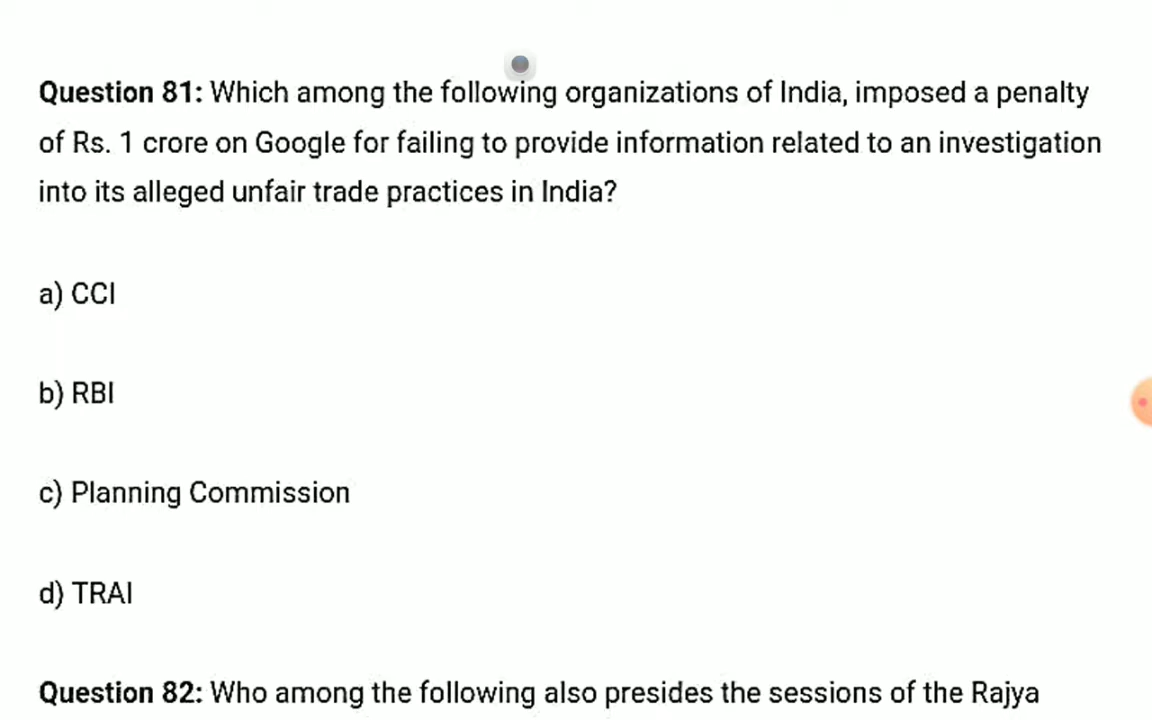 Question 81: Which among the following organizations of India, imposed a penalty
of Rs. 1 crore on Google for failing to provide information related to an investigation
into its alleged unfair trade practices in India?
a) CCI
b) RBI
c) Planning Commission
d) TRAI
Question 82: Who among the following also presides the sessions of the Rajya